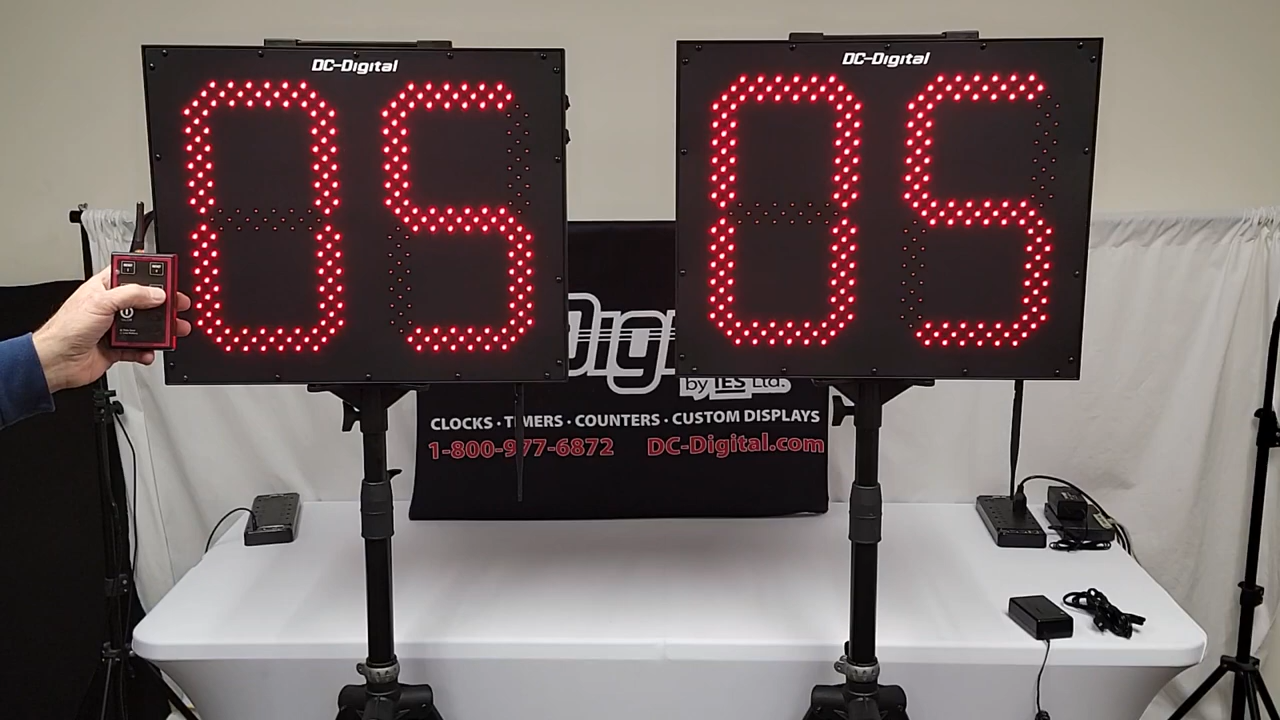 DC-Digital
05
DC-Digital
05
Digi
by IES Ltd.
CLOCKS · TIMERS · COUNTERS · CUSTOM DISPLAYS
1-800-977-6872 DC-Digital.com